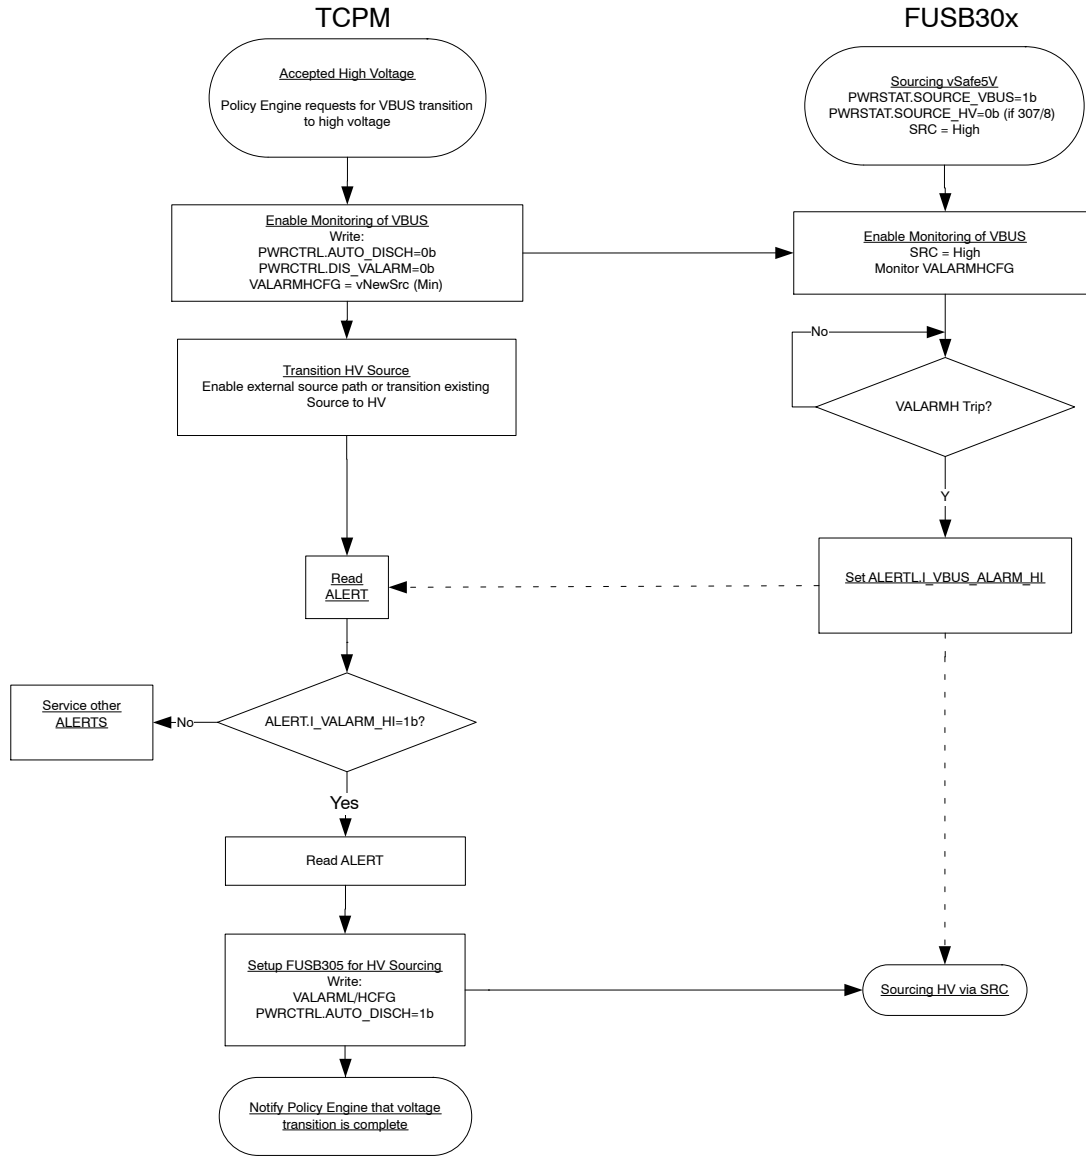 TCPM
FUSB30x
Accepted High Voltage
Policy Engine requests for VBUS transition
to high voltage
Sourcing vSafe5V
PWRSTAT.SOURCE_VBUS=1b
PWRSTAT.SOURCE_HV=0b (if 307/8)
SRC = High
Enable Monitoring of VBUS
Write:
PWRCTRL.AUTO_DISCH=0b
PWRCTRL.DIS_VALARM=0b
VALARMHCFG = vNewSrc (Min)
Enable Monitoring of VBUS
SRC = High
Monitor VALARMHCFG
No
Transition HV Source
Enable external source path or transition existing
Source to HV
VALARMH Trip?
Y
Read
ALERT
Set ALERTL.I_VBUS_ALARM_HI
Service other
ALERTS
No
ALERT.I_VALARM_HI=1b?
Yes
Read ALERT
Setup FUSB305 for HV Sourcing
Write:
VALARML/HCFG
PWRCTRL.AUTO_DISCH=1b
Sourcing HV via SRC
Notify Policy Engine that voltage
transition is complete